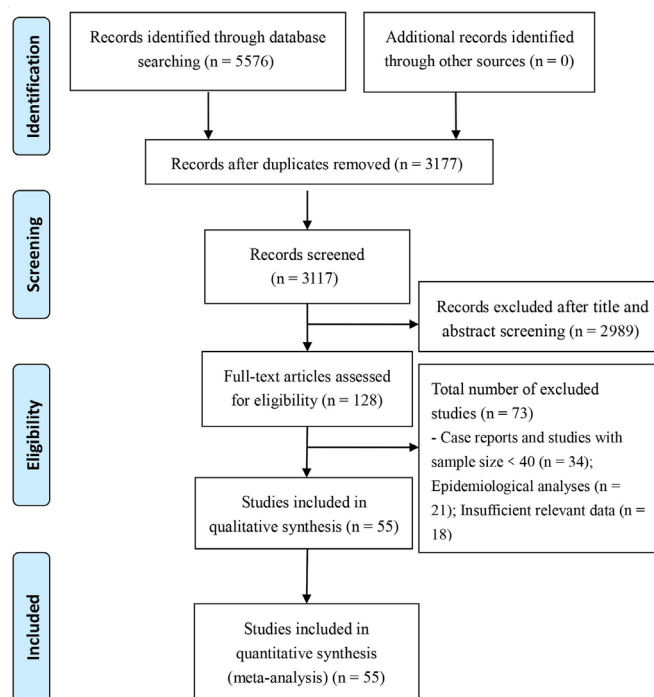 Identification
Records identified through database
searching (n = 5576)
Additional records identified
through other sources (n = 0)
Records after duplicates removed (n = 3177)
Screening
Records screened
(n = 3117)
Records excluded after title and
abstract screening (n = 2989)
Eligibility
Full-text articles assessed
for eligibility (n = 128)
Total number of excluded
studies (n = 73)
- Case reports and studies with
sample size < 40 (n = 34);
Epidemiological analyses (n =
21); Insufficient relevant data (n =
18)
Studies included in
qualitative synthesis (n = 55)
Included
Studies included in
quantitative synthesis
(meta-analysis) (n = 55)